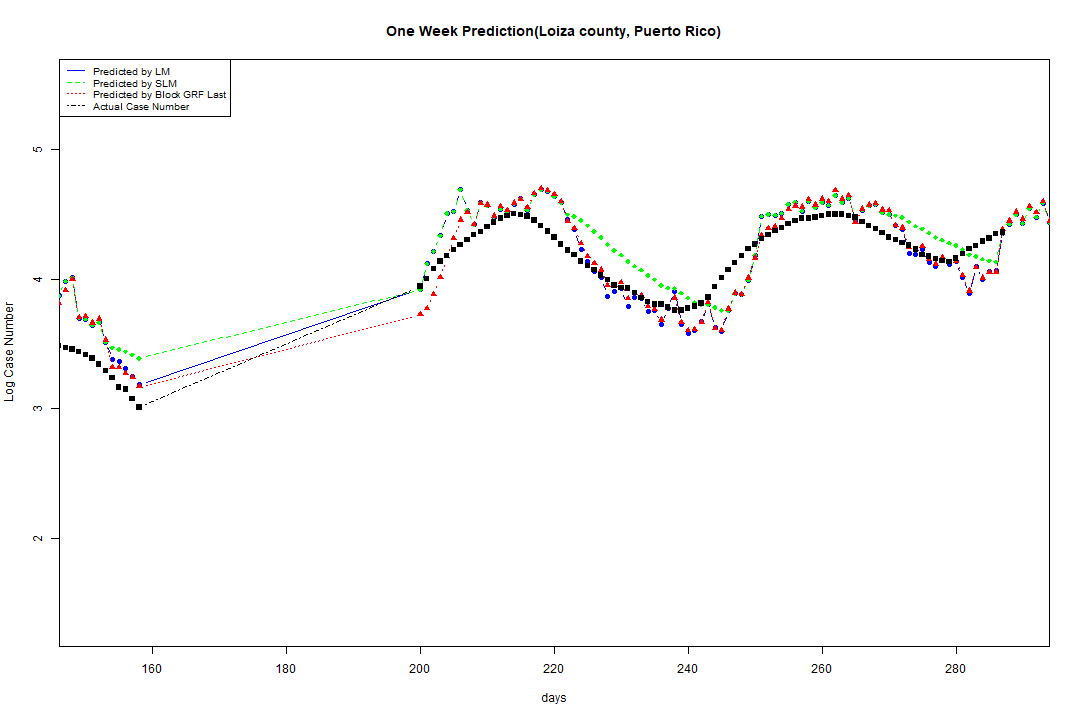 One Week Prediction(Loiza county, Puerto Rico)
Predicted by LM
Predicted by SLM
Predicted by Block GRF Last
Actual Case Number
5
4
3
2
Log Case Number
160 180 200 220 240 260 280
days